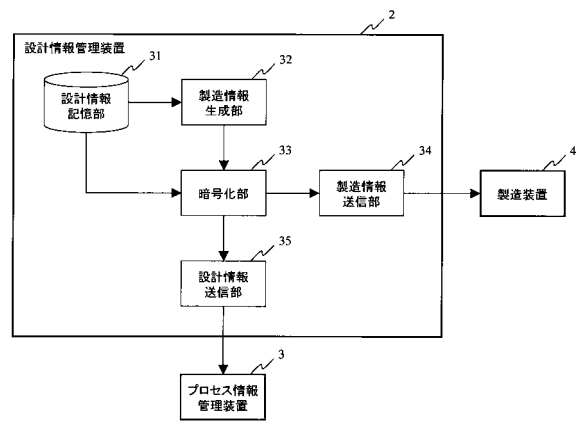 2
設計情報管理装置
31
設計情報
記憶部
32
製造情報
生成部
33
暗号化部
34
製造情報
送信部
4
製造装置
35
設計情報
送信部
3
プロセス情報
管理装置